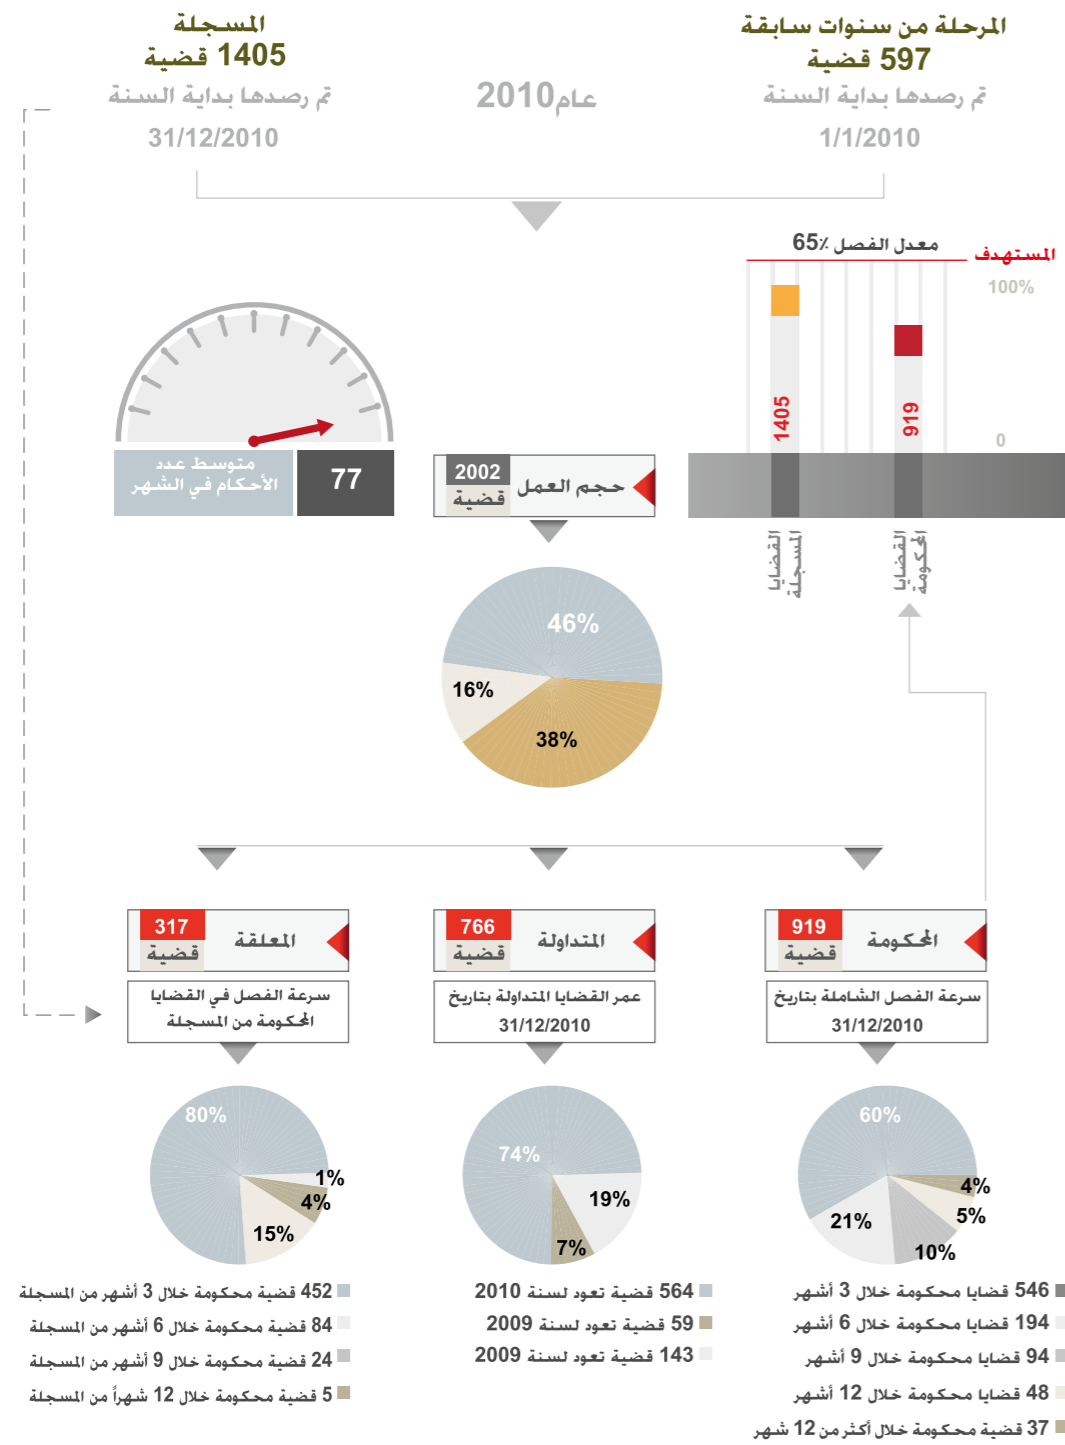 المرحلة من سنوات سابقة
597 قضية
تم رصدها بداية السنة
1/1/2010
عام2010
المسجلة
1405 قضية
تم رصدها بداية السنة
31/12/2010
معدل الفصل ٪65
المستهدف
100%
0
1405
919
القضايا
المسجلة
القضايا
المحكومة
77
متوسط عدد
الأحكام في الشهر
حجم العمل
2002
قضية
46%
16%
38%
المحكومة
919
قضية
سرعة الفصل الشاملة بتاريخ
31/12/2010
60%
4%
5%
10%
21%
546 قضايا محكومة خلال 3 أشهر
194 قضايا محكومة خلال 6 أشهر
94 قضايا محكومة خلال 9 أشهر
48 قضايا محكومة خلال 12 أشهر
37 قضية محكومة خلال أكثر من 12 شهر
المتداولة
766
قضية
عمر القضايا المتداولة بتاريخ
31/12/2010
74%
19%
7%
564 قضية تعود لسنة 2010
59 قضية تعود لسنة 2009
143 قضية تعود لسنة 2009
المعلقة
317
قضية
سرعة الفصل في القضايا
المحكومة من المسجلة
80%
1%
4%
15%
452 قضية محكومة خلال 3 أشهر من المسجلة
84 قضية محكومة خلال 6 أشهر من المسجلة
24 قضية محكومة خلال 9 أشهر من المسجلة
5 قضية محكومة خلال 12 شهراً من المسجلة